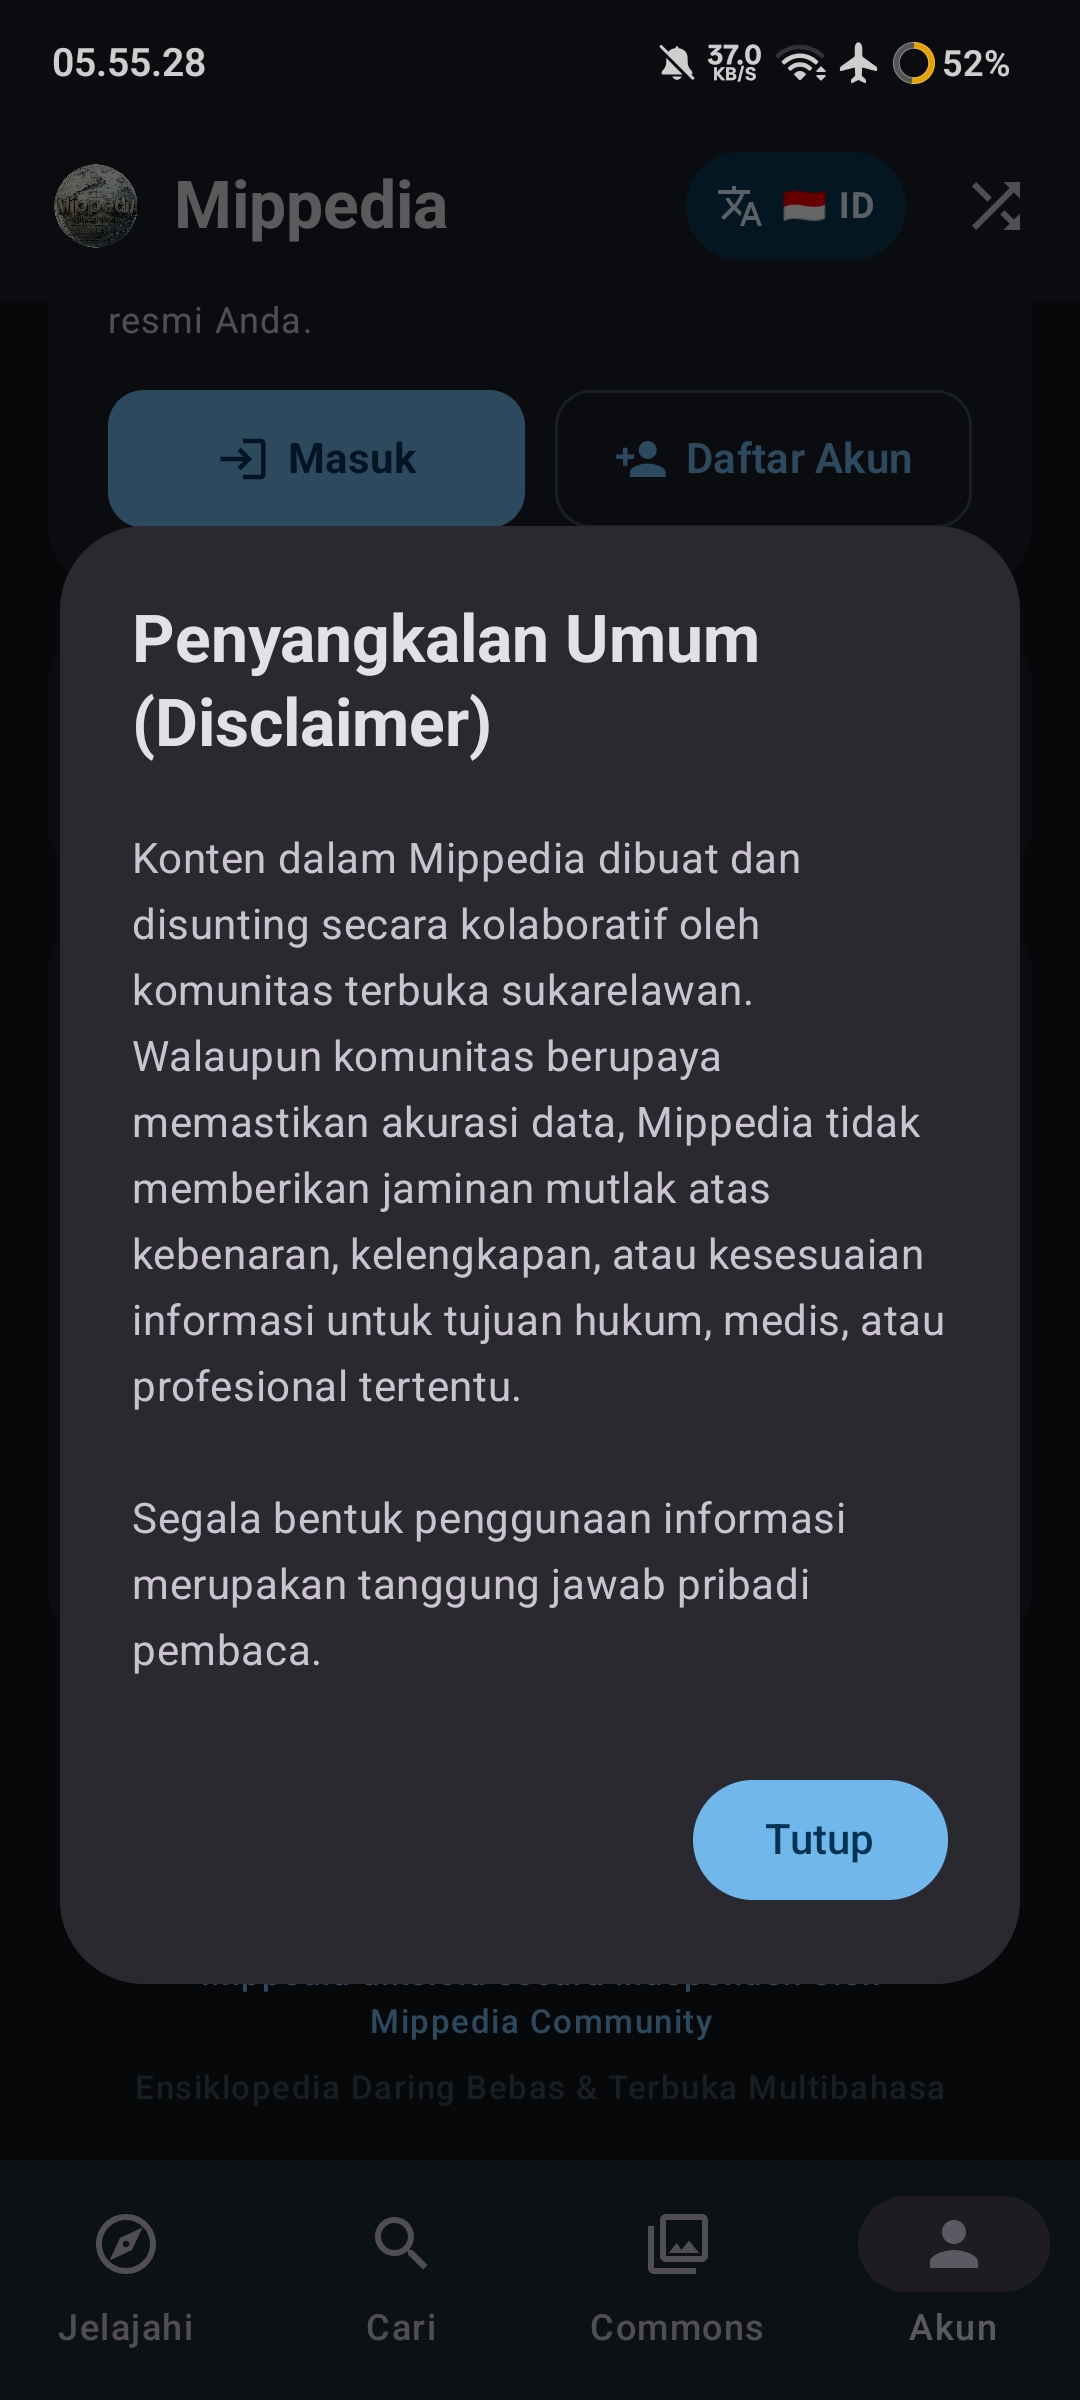 05.55.28
37.0
KB/S
52%
Mippedia
ID
resmi Anda.
Masuk
Daftar Akun
Penyangkalan Umum
(Disclaimer)
Konten dalam Mippedia dibuat dan
disunting secara kolaboratif oleh
komunitas terbuka sukarelawan.
Walaupun komunitas berupaya
memastikan akurasi data, Mippedia tidak
memberikan jaminan mutlak atas
kebenaran, kelengkapan, atau kesesuaian
informasi untuk tujuan hukum, medis, atau
profesional tertentu.
Segala bentuk penggunaan informasi
merupakan tanggung jawab pribadi
pembaca.
Tutup
Mippedia Community
Ensiklopedia Daring Bebas & Terbuka Multibahasa
Jelajahi
Cari
Commons
Akun